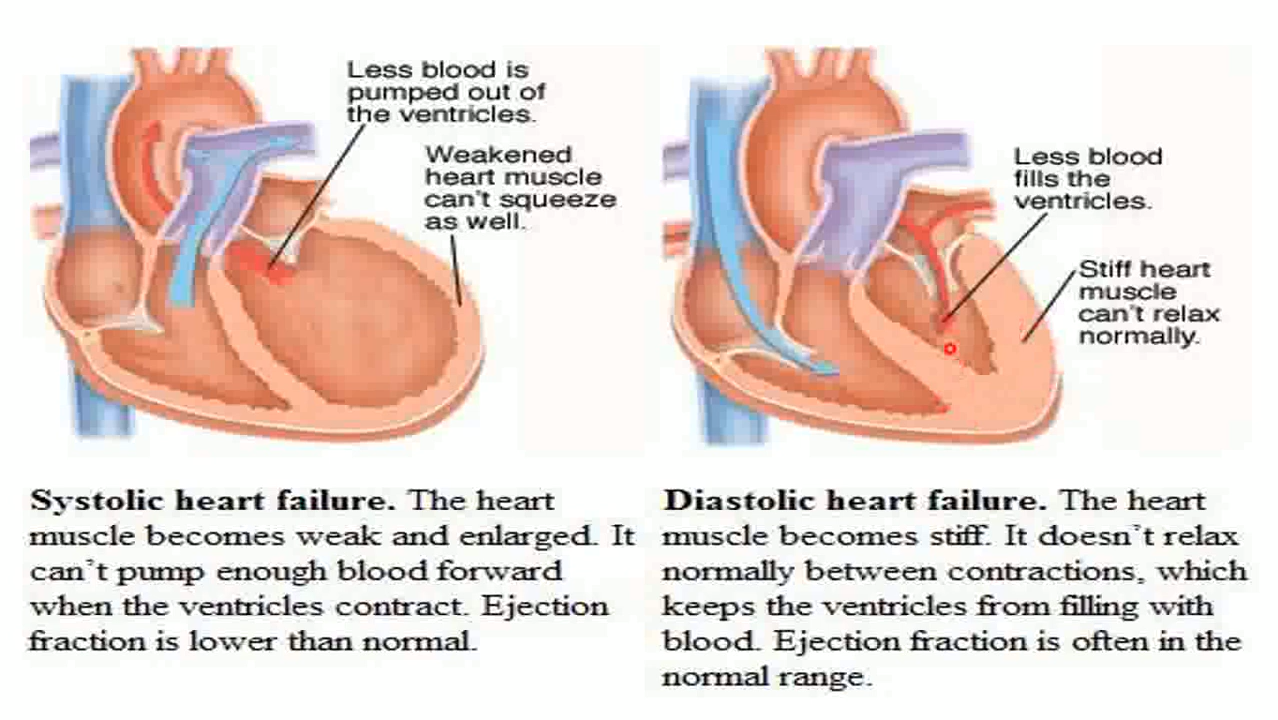 Less blood is
pumped out of
the ventricles.
Weakened
heart muscle
can't squeeze
as well.
Less blood
fills the
ventricles.
Stiff heart
muscle
can't relax
normally.
Systolic heart failure. The heart
muscle becomes weak and enlarged. It
can't pump enough blood forward
when the ventricles contract. Ejection
fraction is lower than normal.
Diastolic heart failure. The heart
muscle becomes stiff. It doesn't relax
normally between contractions, which
keeps the ventricles from filling with
blood. Ejection fraction is often in the
normal range.